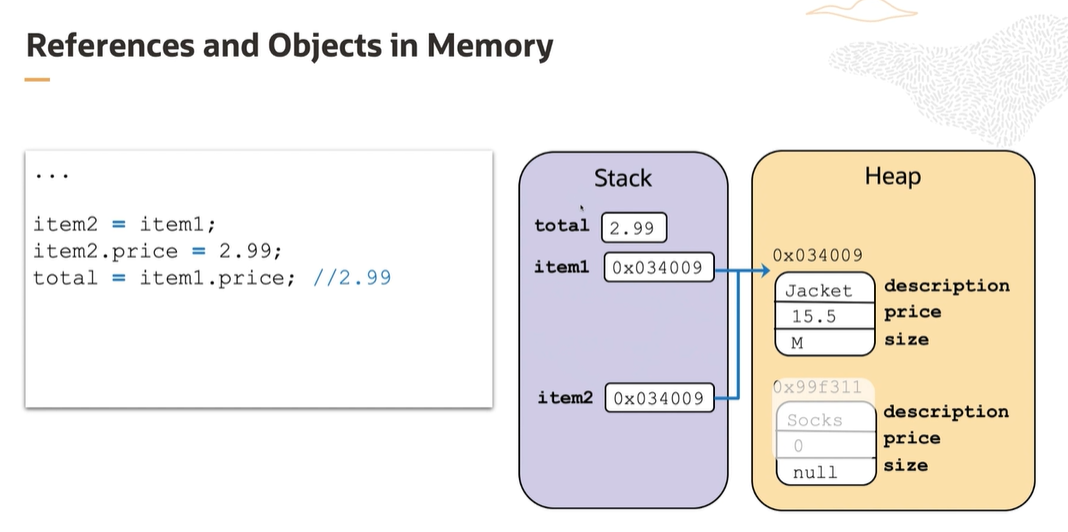 References and Objects in Memory
...
item2 = item1;
item2.price = 2.99;
total = item1.price; //2.99
Stack
total 2.99
item1 0x034009
item2 0x034009
Heap
0x034009
Jacket description
15.5 price
M size
0x99f311
Socks description
0 price
null size